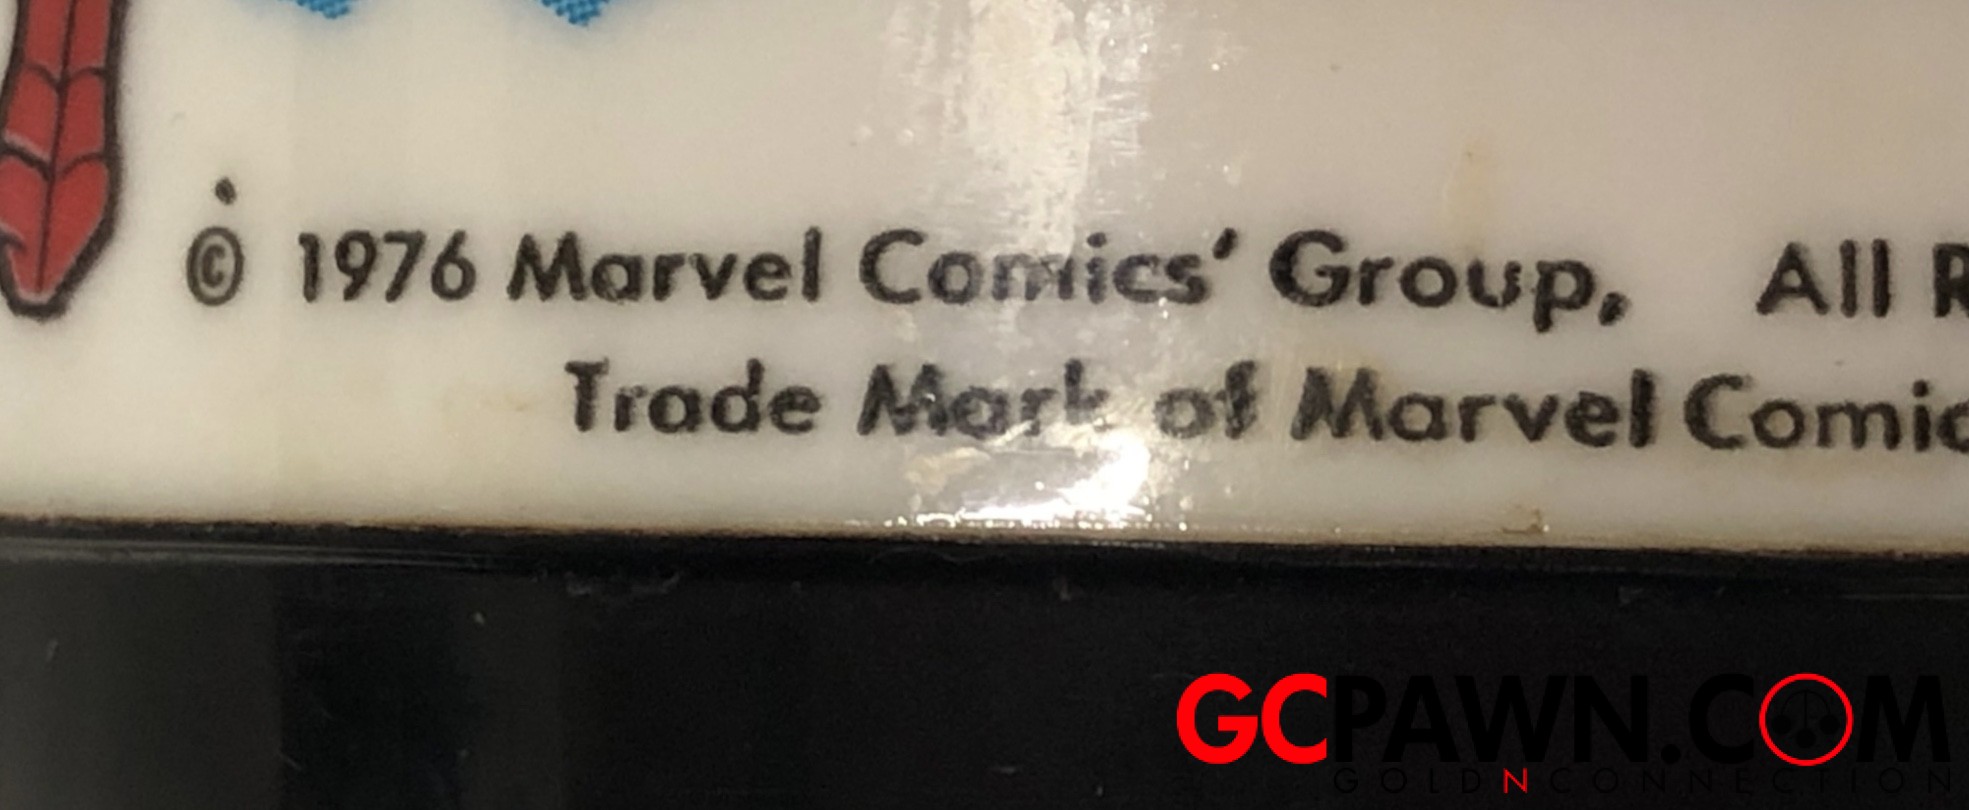 © 1976 Marvel Comics' Group, All R
Trade Mark of Marvel Comic
GCPAWN.COM
GOLDNCONNECTION